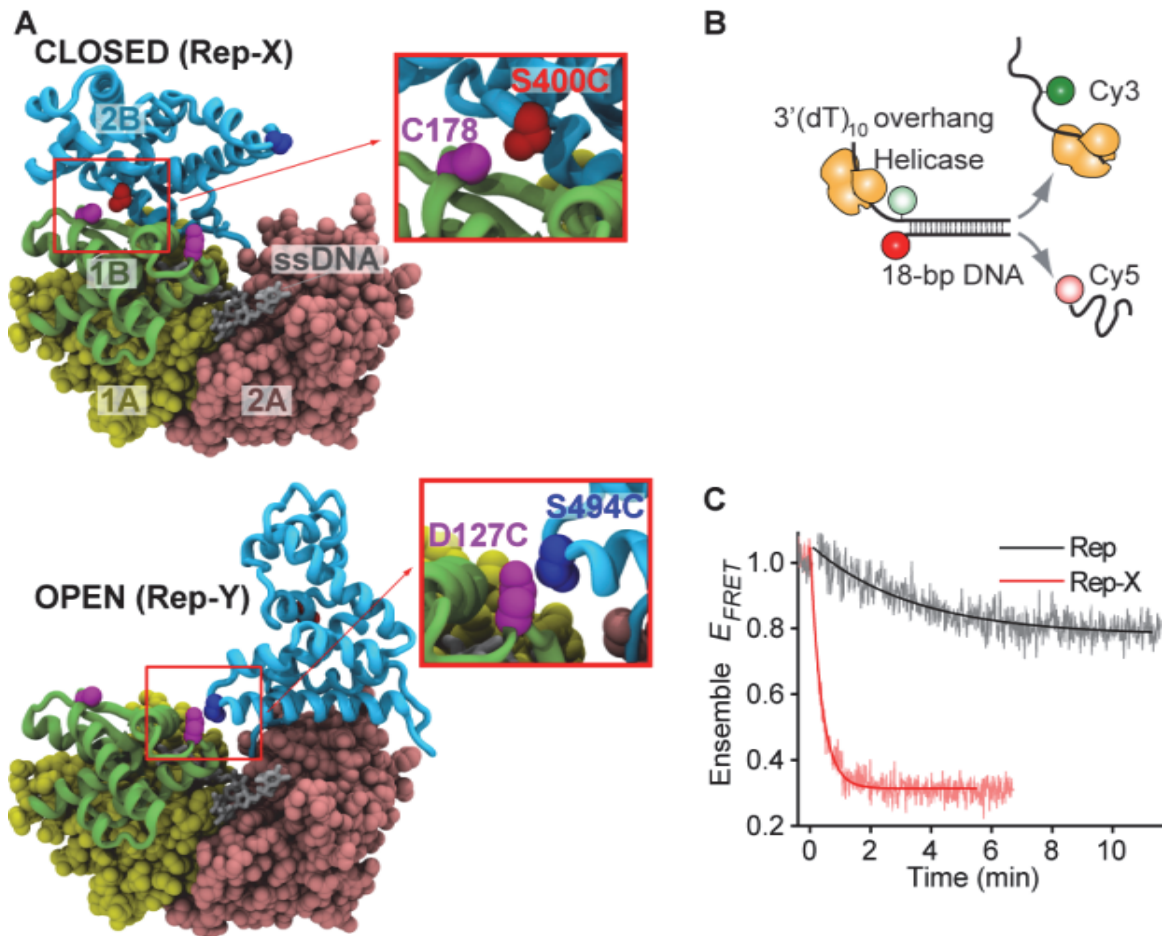 A
CLOSED (Rep-X)
2B
1B
ssDNA
1A
2A
S400C
C178
OPEN (Rep-Y)
S494C
D127C
B
Cy3
3'(dT)10 overhang
Helicase
18-bp DNA
Cy5
C
Rep
Rep-X
Ensemble EFRET
1.0
0.8
0.6
0.4
0.2
0 2 4 6 8 10
Time (min)